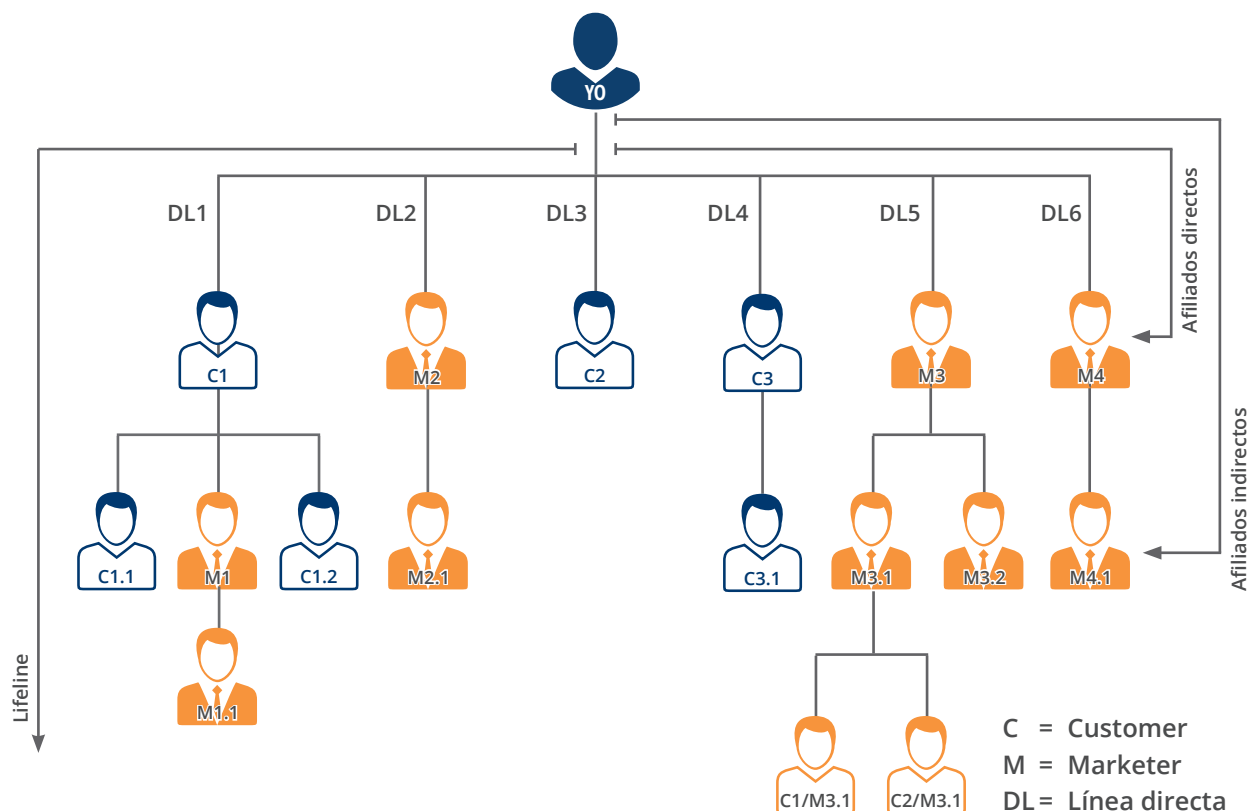 YO
DL1
DL2
DL3
DL4
DL5
DL6
Afiliados directos
C1
M2
C2
C3
M3
M4
Afiliados indirectos
C1.1
M1
C1.2
M2.1
C3.1
M3.1
M3.2
M4.1
Lifeline
M1.1
C = Customer
M = Marketer
C1/M3.1
C2/M3.1
DL = Línea directa